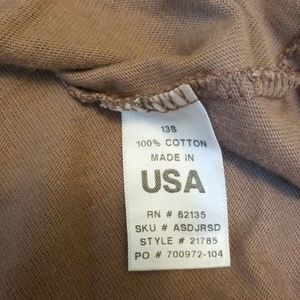 13S
100% COTTON
MADE IN
USA
RN # 82135
SKU # ASDJRSD
STYLE # 21785
PO # 700972-104